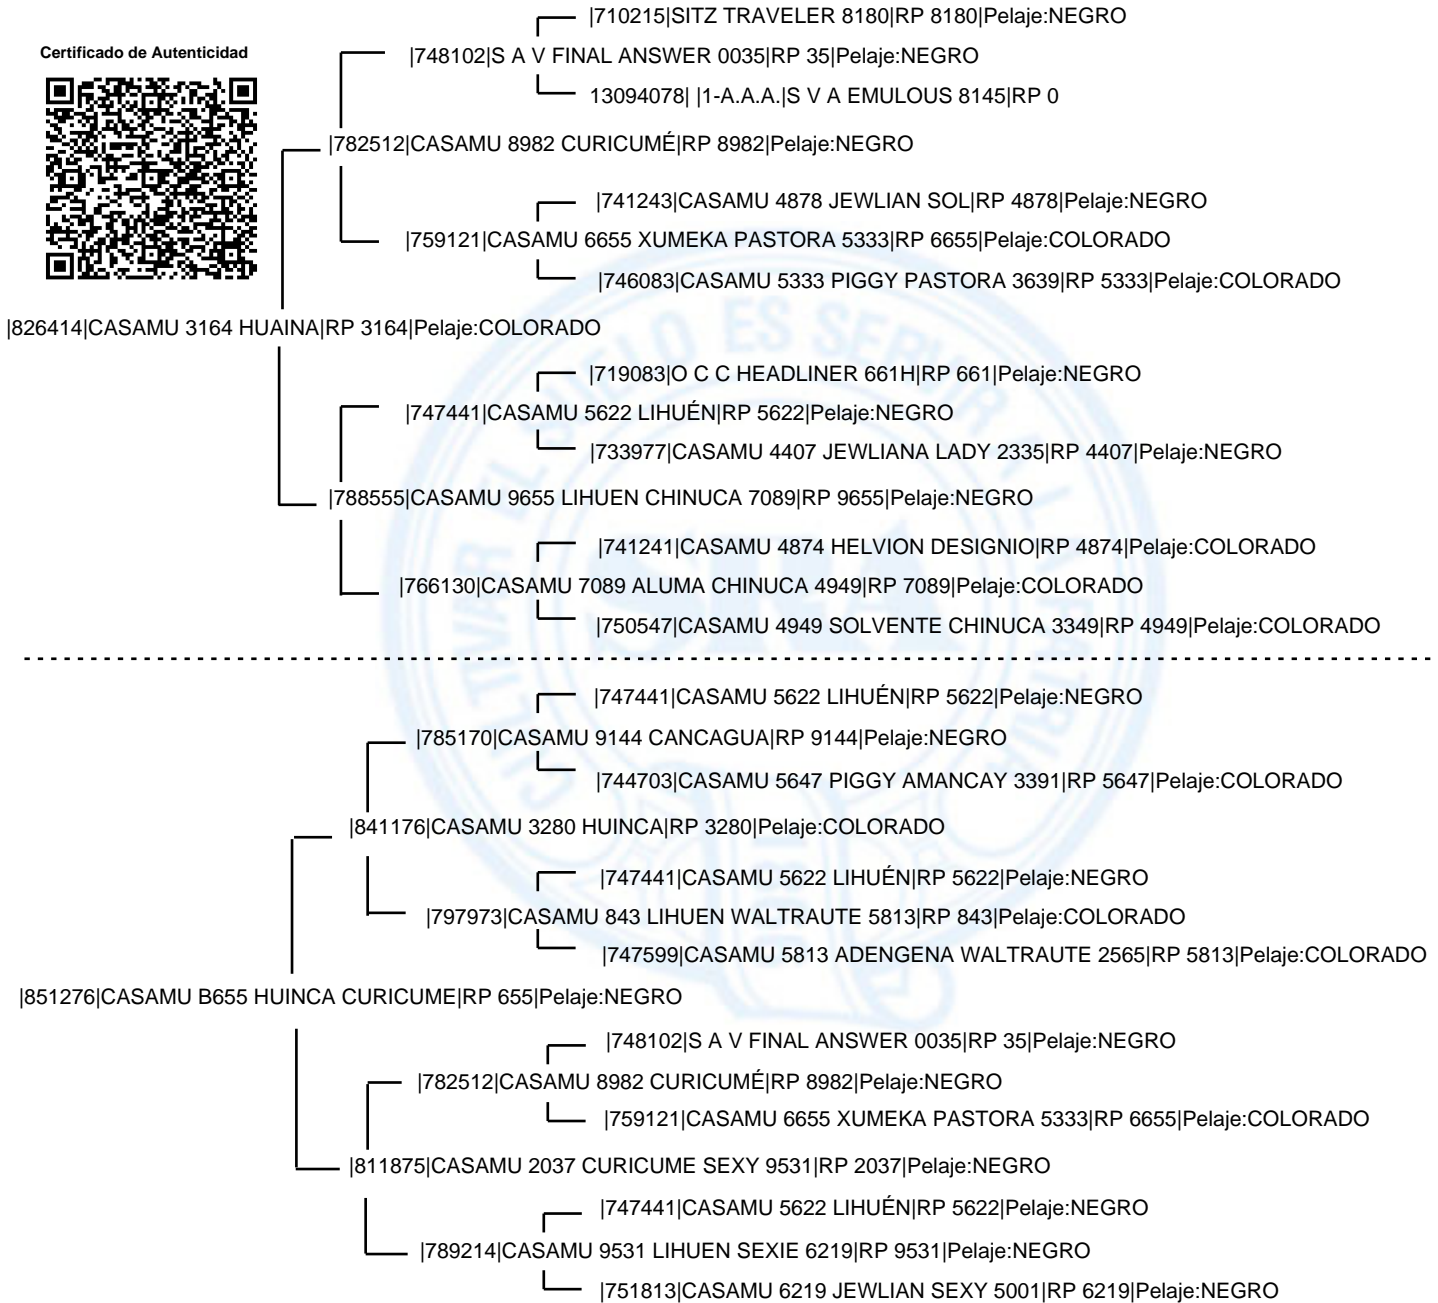 |710215|SITZ TRAVELER 8180|RP 8180|Pelaje:NEGRO
Certificado de Autenticidad
|748102|S A V FINAL ANSWER 0035|RP 35|Pelaje:NEGRO
13094078| |1-A.A.A.|S V A EMULOUS 8145|RP 0
|782512|CASAMU 8982 CURICUMÉ|RP 8982|Pelaje:NEGRO
|741243|CASAMU 4878 JEWLIAN SOL|RP 4878|Pelaje:NEGRO
|759121|CASAMU 6655 XUMEKA PASTORA 5333|RP 6655|Pelaje:COLORADO
|746083|CASAMU 5333 PIGGY PASTORA 3639|RP 5333|Pelaje:COLORADO
|826414|CASAMU 3164 HUAINA|RP 3164|Pelaje:COLORADO
|719083|O C C HEADLINER 661H|RP 661|Pelaje:NEGRO
|747441|CASAMU 5622 LIHUÉN|RP 5622|Pelaje:NEGRO
|733977|CASAMU 4407 JEWLIANA LADY 2335|RP 4407|Pelaje:NEGRO
|788555|CASAMU 9655 LIHUEN CHINUCA 7089|RP 9655|Pelaje:NEGRO
|741241|CASAMU 4874 HELVION DESIGNIO|RP 4874|Pelaje:COLORADO
|766130|CASAMU 7089 ALUMA CHINUCA 4949|RP 7089|Pelaje:COLORADO
|750547|CASAMU 4949 SOLVENTE CHINUCA 3349|RP 4949|Pelaje:COLORADO
|747441|CASAMU 5622 LIHUÉN|RP 5622|Pelaje:NEGRO
|785170|CASAMU 9144 CANCAGUA|RP 9144|Pelaje:NEGRO
|744703|CASAMU 5647 PIGGY AMANCAY 3391|RP 5647|Pelaje:COLORADO
|841176|CASAMU 3280 HUINCA|RP 3280|Pelaje:COLORADO
|747441|CASAMU 5622 LIHUÉN|RP 5622|Pelaje:NEGRO
|797973|CASAMU 843 LIHUEN WALTRAUTE 5813|RP 843|Pelaje:COLORADO
|747599|CASAMU 5813 ADENGENA WALTRAUTE 2565|RP 5813|Pelaje:COLORADO
|851276|CASAMU B655 HUINCA CURICUME|RP 655|Pelaje:NEGRO
|748102|S A V FINAL ANSWER 0035|RP 35|Pelaje:NEGRO
|782512|CASAMU 8982 CURICUMÉ|RP 8982|Pelaje:NEGRO
|759121|CASAMU 6655 XUMEKA PASTORA 5333|RP 6655|Pelaje:COLORADO
|811875|CASAMU 2037 CURICUME SEXY 9531|RP 2037|Pelaje:NEGRO
|747441|CASAMU 5622 LIHUÉN|RP 5622|Pelaje:NEGRO
|789214|CASAMU 9531 LIHUEN SEXIE 6219|RP 9531|Pelaje:NEGRO
|751813|CASAMU 6219 JEWLIAN SEXY 5001|RP 6219|Pelaje:NEGRO
CULTIVAR EL SUELO ES SERVIR A LA PATRIA
SRA
1866